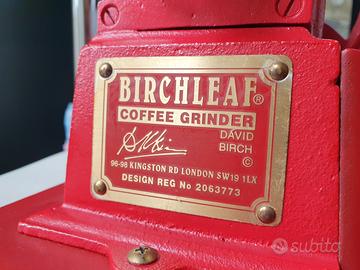 BIRCHLEAF®
COFFEE GRINDER
DAVID
BIRCH
©
96-98 KINGSTON RD LONDON SW19 1LX
DESIGN REG No 2063773
subito